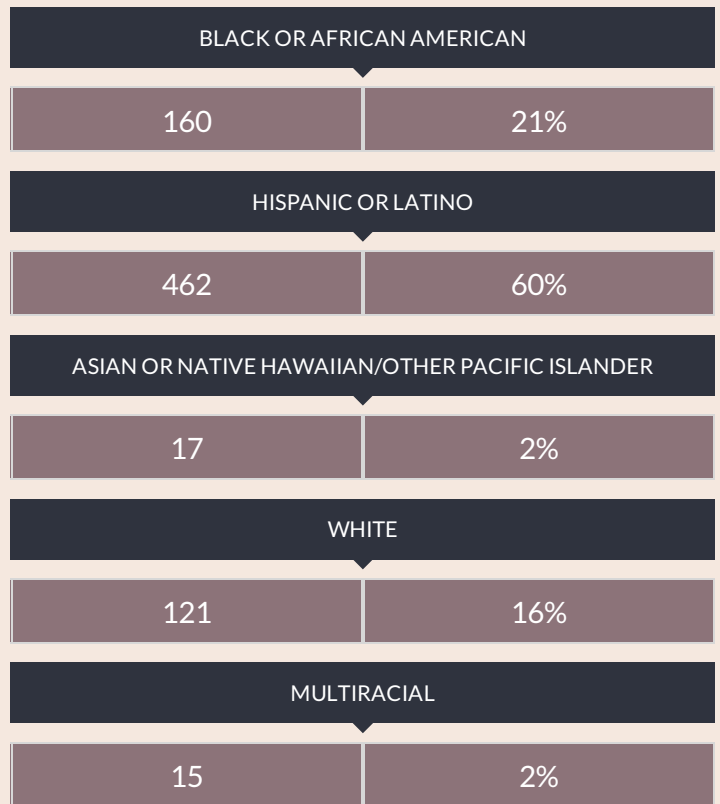 BLACK OR AFRICAN AMERICAN
160 21%
HISPANIC OR LATINO
462 60%
ASIAN OR NATIVE HAWAIIAN/OTHER PACIFIC ISLANDER
17 2%
WHITE
121 16%
MULTIRACIAL
15 2%